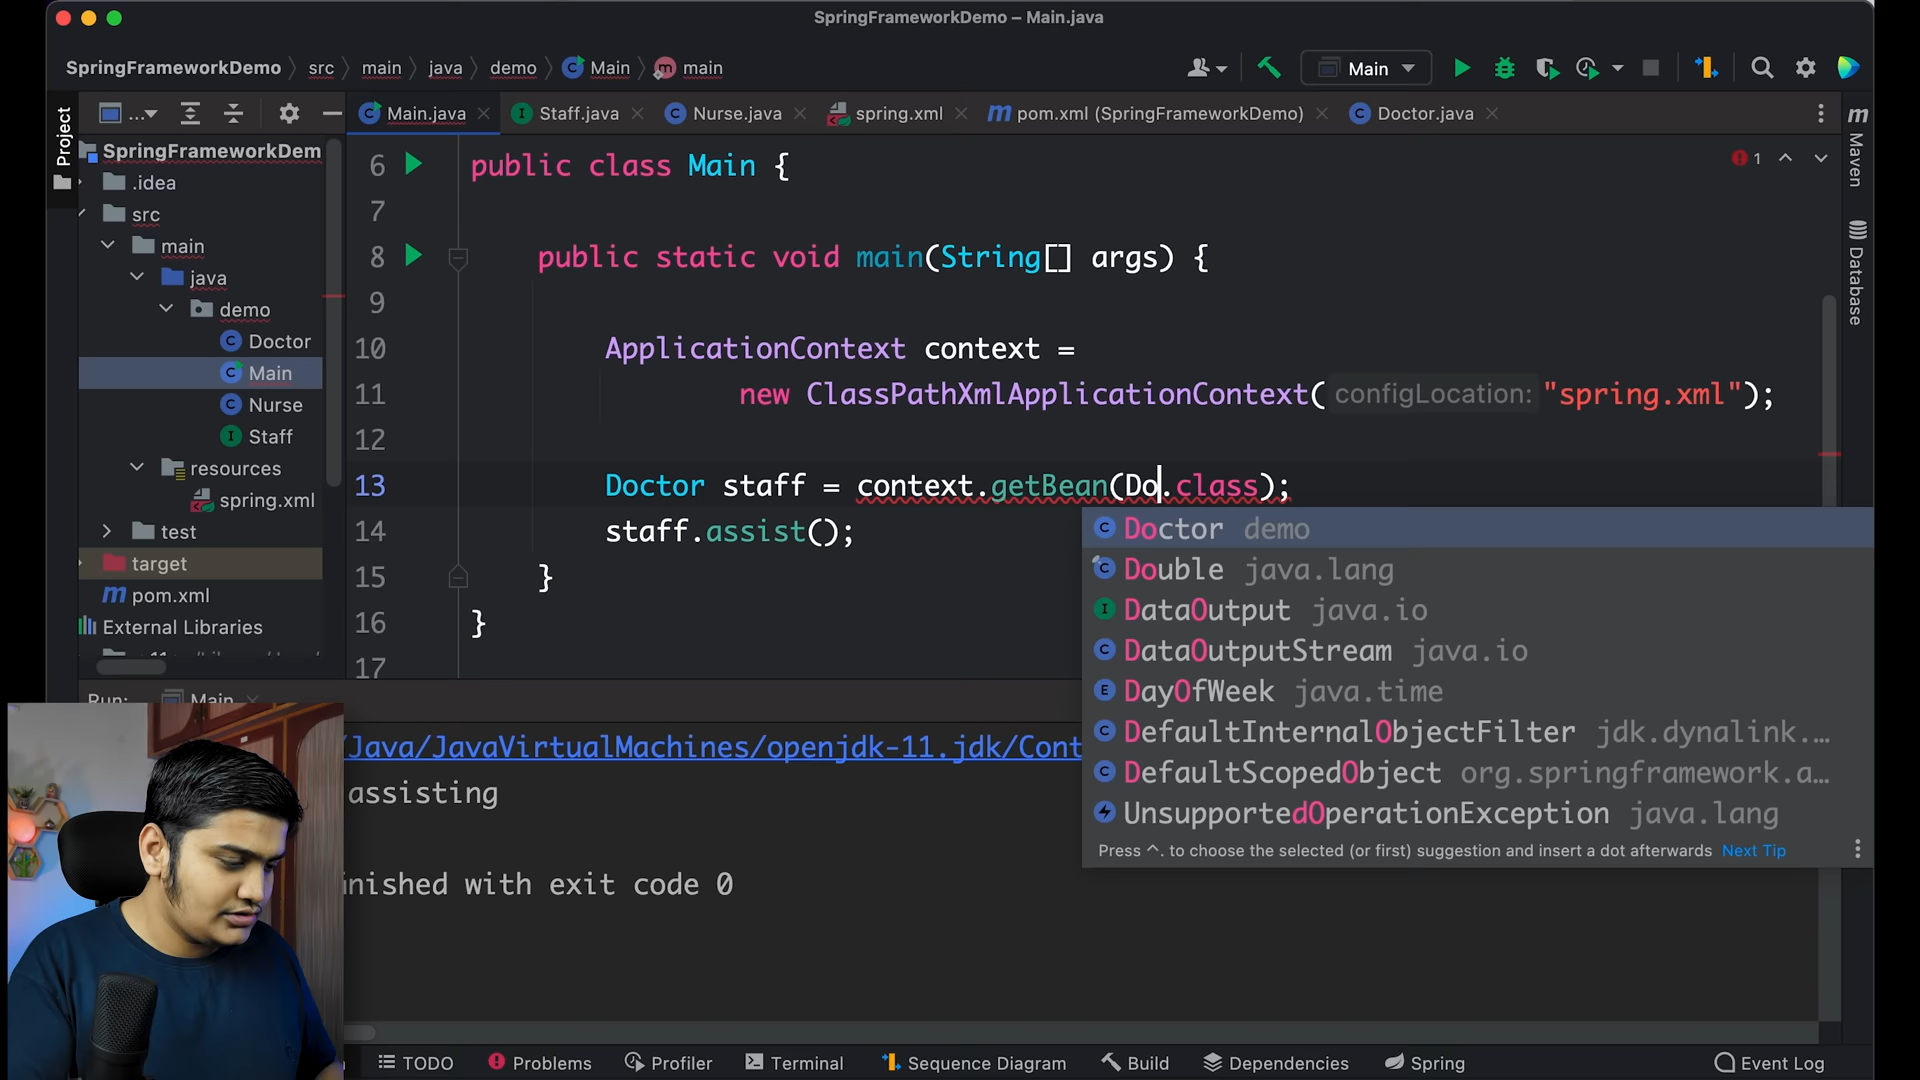 SpringFrameworkDemo – Main.java
SpringFrameworkDemo src main java demo Main main
Main
Project
...
Main.java Staff.java Nurse.java spring.xml pom.xml (SpringFrameworkDemo) Doctor.java
Maven
Database
SpringFrameworkDem
.idea
src
main
java
demo
Doctor
Main
Nurse
Staff
resources
spring.xml
test
target
pom.xml
External Libraries
1
6 public class Main {
7
8 public static void main(String[] args) {
9
10 ApplicationContext context =
11 new ClassPathXmlApplicationContext( configLocation: "spring.xml");
12
13 Doctor staff = context.getBean(Do.class);
14 staff.assist();
15 }
16 }
17
Doctor demo
Double java.lang
DataOutput java.io
DataOutputStream java.io
DayOfWeek java.time
DefaultInternalObjectFilter jdk.dynalink....
DefaultScopedObject org.springframework.a...
UnsupportedOperationException java.lang
Press ^. to choose the selected (or first) suggestion and insert a dot afterwards Next Tip
Run: Main
/Java/JavaVirtualMachines/openjdk-11.jdk/Cont
assisting
inished with exit code 0
TODO Problems Profiler Terminal Sequence Diagram Build Dependencies Spring Event Log